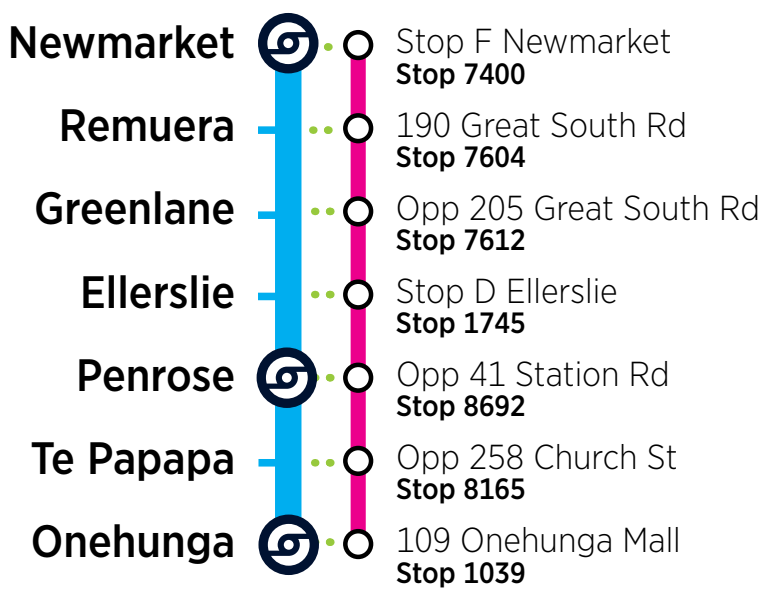 Newmarket
Stop F Newmarket
Stop 7400
Remuera
190 Great South Rd
Stop 7604
Greenlane
Opp 205 Great South Rd
Stop 7612
Ellerslie
Stop D Ellerslie
Stop 1745
Penrose
Opp 41 Station Rd
Stop 8692
Te Papapa
Opp 258 Church St
Stop 8165
Onehunga
109 Onehunga Mall
Stop 1039